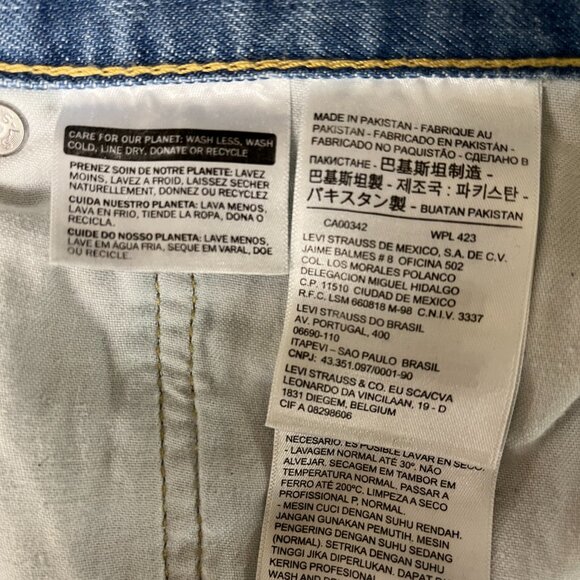 CARE FOR OUR PLANET: WASH LESS, WASH
COLD, LINE DRY, DONATE OR RECYCLE
PRENEZ SOIN DE NOTRE PLANETE: LAVEZ
MOINS, LAVEZ A FROID, LAISSEZ SECHER
NATURELLEMENT, DONNEZ OU RECYCLEZ
CUIDA NUESTRO PLANETA: LAVA MENOS,
LAVA EN FRIO, TIENDE LA ROPA, DONA O
RECICLA.
CUIDE DO NOSSO PLANETA: LAVE MENOS,
LAVE EM ÁGUA FRIA, SEQUE EM VARAL, DOE
OU RECICLE.
MADE IN PAKISTAN - FABRIQUE AU
PAKISTAN - FABRICADO EN PAKISTÁN -
FABRICADO NO PAQUISTÃO - СДЕЛАНО В
ПАКИСТАНЕ - 巴基斯坦制造 -
巴基斯坦製 - 제조국 : 파키스탄 -
パキスタン製 - BUATAN PAKISTAN
CA00342 WPL 423
LEVI STRAUSS DE MEXICO, S.A. DE C.V.
JAIME BALMES # 8 OFICINA 502
COL. LOS MORALES POLANCO
DELEGACION MIGUEL HIDALGO
C.P. 11510 CIUDAD DE MEXICO
R.F.C. LSM 660818 M-98 C.N.I.V. 3337
LEVI STRAUSS DO BRASIL
AV. PORTUGAL, 400
06690-110
ITAPEVI – SAO PAULO BRASIL
CNPJ: 43.351.097/0001-90
LEVI STRAUSS & CO. EU SCA/CVA
LEONARDO DA VINCILAAN, 19 - D
1831 DIEGEM, BELGIUM
CIF A 08298606
NECESARIO. ES POSIBLE LAVAR EN SECO.
- LAVAGEM NORMAL ATÉ 30º. NÃO
ALVEJAR. SECAGEM EM TAMBOR EM
TEMPERATURA NORMAL. PASSAR A
FERRO ATÉ 200ºC. LIMPEZA A SECO
PROFISSIONAL P. NORMAL.
- MESIN CUCI DENGAN SUHU RENDAH.
JANGAN GUNAKAN PEMUTIH. MESIN
PENGERING DENGAN SUHU SEDANG
(NORMAL). SETRIKA DENGAN SUHU
TINGGI JIKA DIPERLUKAN. DAPAT DI
KERING PROFESIONAL
WASH AND